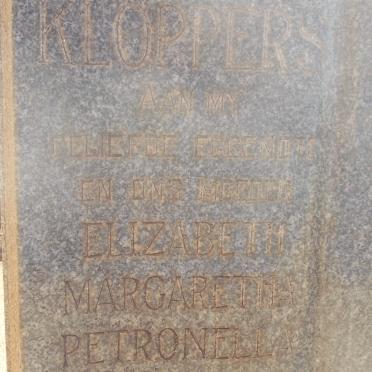 KLOPPERS
AAN MY
GELIEFDE EGGENOTE
EN ONS MOEDER
ELIZABETH
MARGARETHA
PETRONELLA